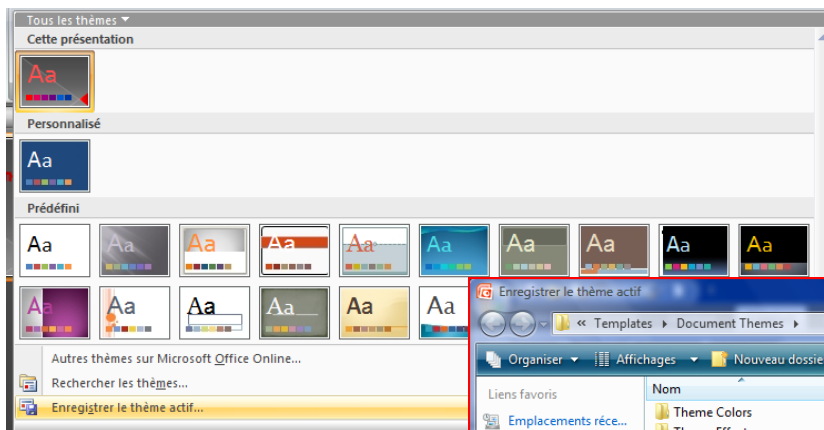 Tous les thèmes
Cette présentation
Aa
Personnalisé
Aa
Prédéfini
Aa Aa Aa Aa Aa Aa Aa Aa Aa Aa
Aa Aa Aa Aa Aa Aa
Autres thèmes sur Microsoft Office Online...
Rechercher les thèmes...
Enregistrer le thème actif...
Enregistrer le thème actif
« Templates Document Themes
Organiser Affichages Nouveau dossie
Liens favoris
Nom
Emplacements réce...
Theme Colors